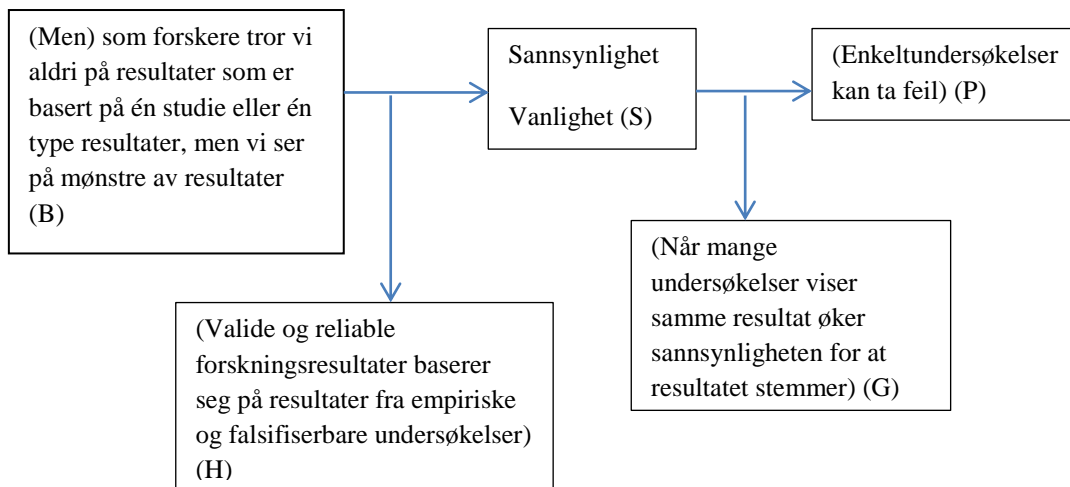 (Men) som forskere tror vi
aldri på resultater som er
basert på én studie eller én
type resultater, men vi ser
på mønstre av resultater
(B)
Sannsynlighet
Vanlighet (S)
(Enkeltundersøkelser
kan ta feil) (P)
(Når mange
undersøkelser viser
samme resultat øker
sannsynligheten for at
resultatet stemmer) (G)
(Valide og reliable
forskningsresultater baserer
seg på resultater fra empiriske
og falsifiserbare undersøkelser)
(H)